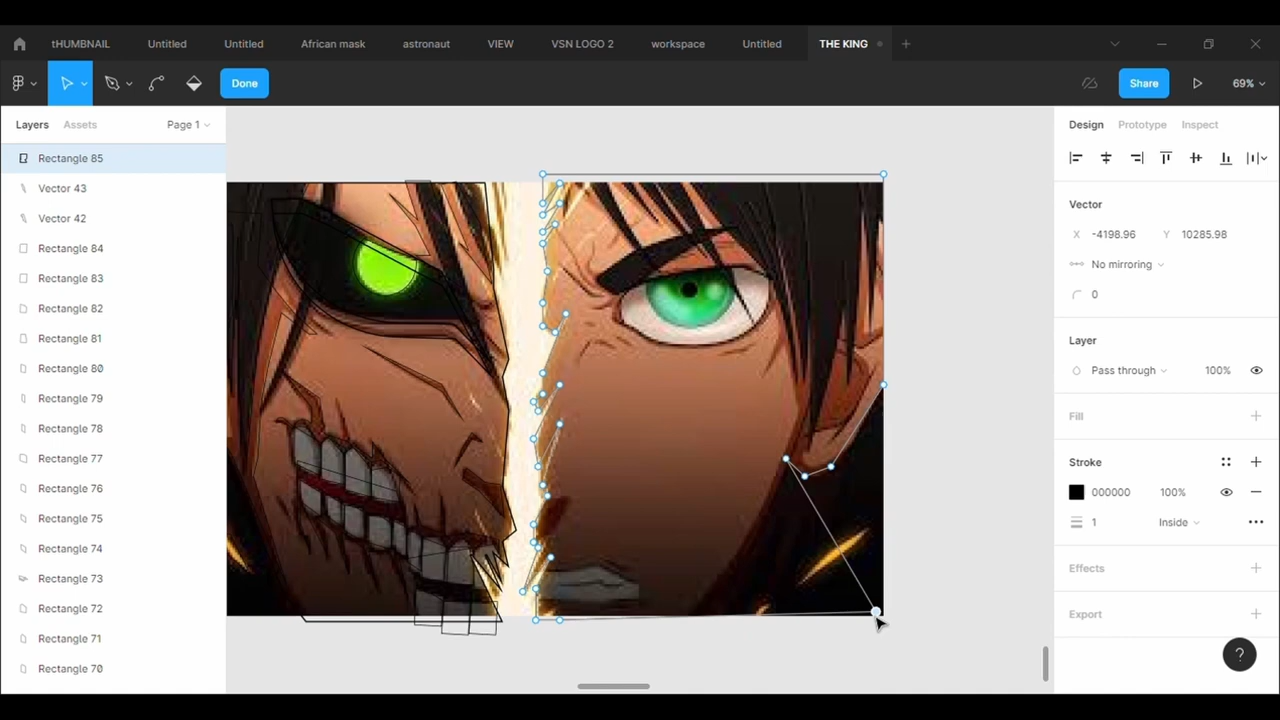 tHUMBNAIL Untitled Untitled African mask astronaut VIEW VSN LOGO 2 workspace Untitled THE KING
Done Share 69%
Layers Assets Page 1
Rectangle 85
Vector 43
Vector 42
Rectangle 84
Rectangle 83
Rectangle 82
Rectangle 81
Rectangle 80
Rectangle 79
Rectangle 78
Rectangle 77
Rectangle 76
Rectangle 75
Rectangle 74
Rectangle 73
Rectangle 72
Rectangle 71
Rectangle 70
Design Prototype Inspect
Vector
X -4198.96 Y 10285.98
No mirroring
0
Layer
Pass through 100%
Fill
Stroke
000000 100%
1 Inside
Effects
Export
?